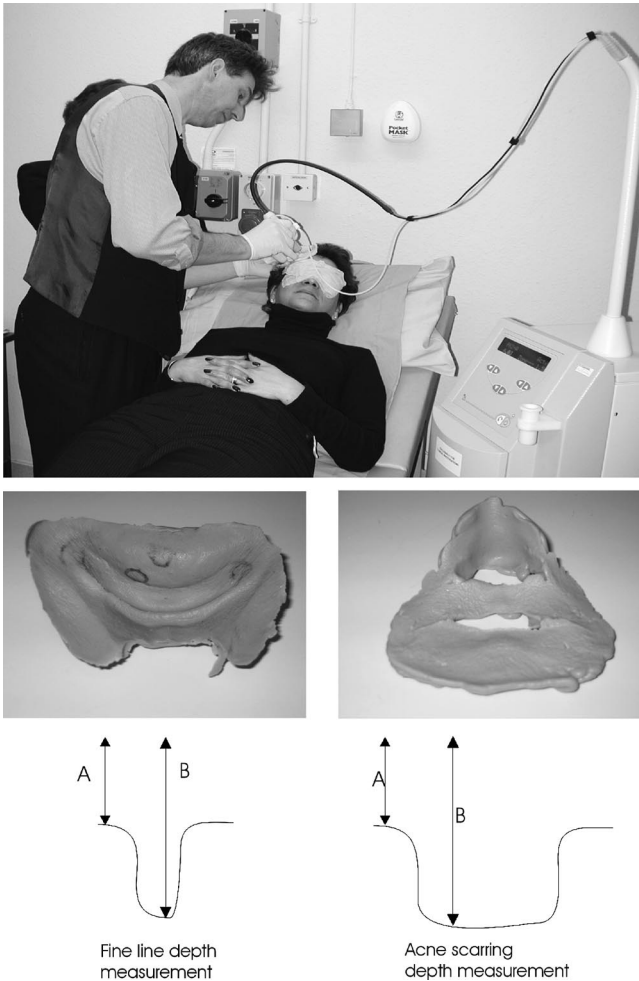 Pocket
MASK
A
B
A
B
Fine line depth
measurement
Acne scarring
depth measurement